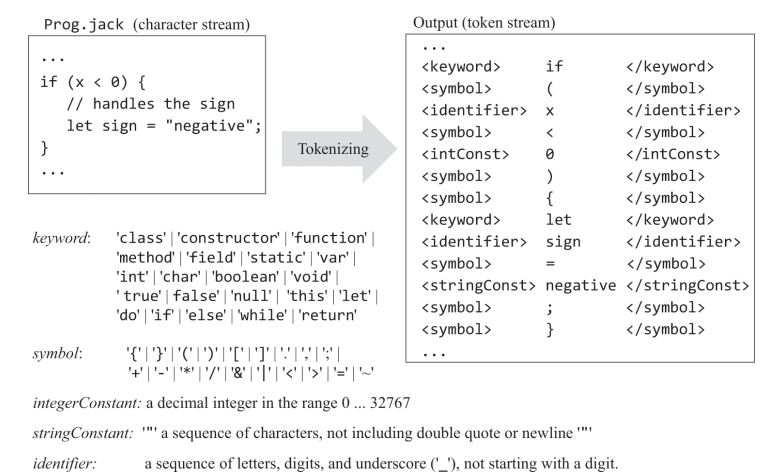 Prog.jack (character stream)
...
if (x < 0) {
// handles the sign
let sign = "negative";
}
...
Tokenizing
Output (token stream)
...
<keyword> if </keyword>
<symbol> ( </symbol>
<identifier> x </identifier>
<symbol> < </symbol>
<intConst> 0 </intConst>
<symbol> ) </symbol>
<symbol> { </symbol>
<keyword> let </keyword>
<identifier> sign </identifier>
<symbol> = </symbol>
<stringConst> negative </stringConst>
<symbol> ; </symbol>
<symbol> } </symbol>
...
keyword: 'class'|'constructor'|'function'|
'method'|'field'|'static'|'var'|
'int'|'char'|'boolean'|'void'|
'true'|false'|'null'|'this'|'let'|
'do'|'if'|'else'|'while'|'return'
symbol: '{'|'}'|'('|')'|'['|']'|'.'|','|';'|
'+'|'-'|'*'|'/'|'&'|'|'|'<'|'>'|'='|'~'
integerConstant: a decimal integer in the range 0 ... 32767
stringConstant: '"' a sequence of characters, not including double quote or newline '"'
identifier: a sequence of letters, digits, and underscore ('_'), not starting with a digit.